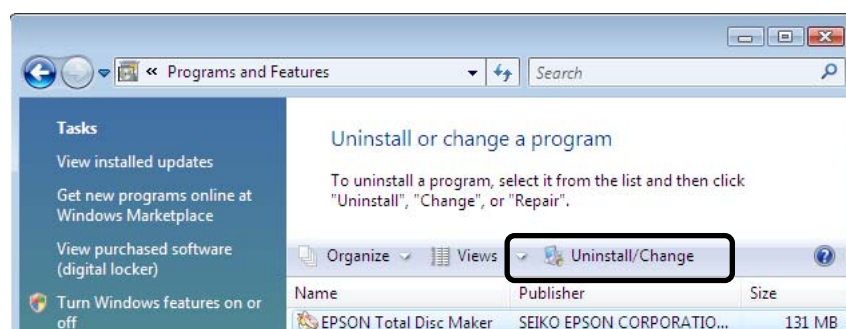 « Programs and Features
Search
Tasks
View installed updates
Get new programs online at
Windows Marketplace
View purchased software
(digital locker)
Turn Windows features on or
off
Uninstall or change a program
To uninstall a program, select it from the list and then click
"Uninstall", "Change", or "Repair".
Organize Views Uninstall/Change
Name Publisher Size
EPSON Total Disc Maker SEIKO EPSON CORPORATIO... 131 MB